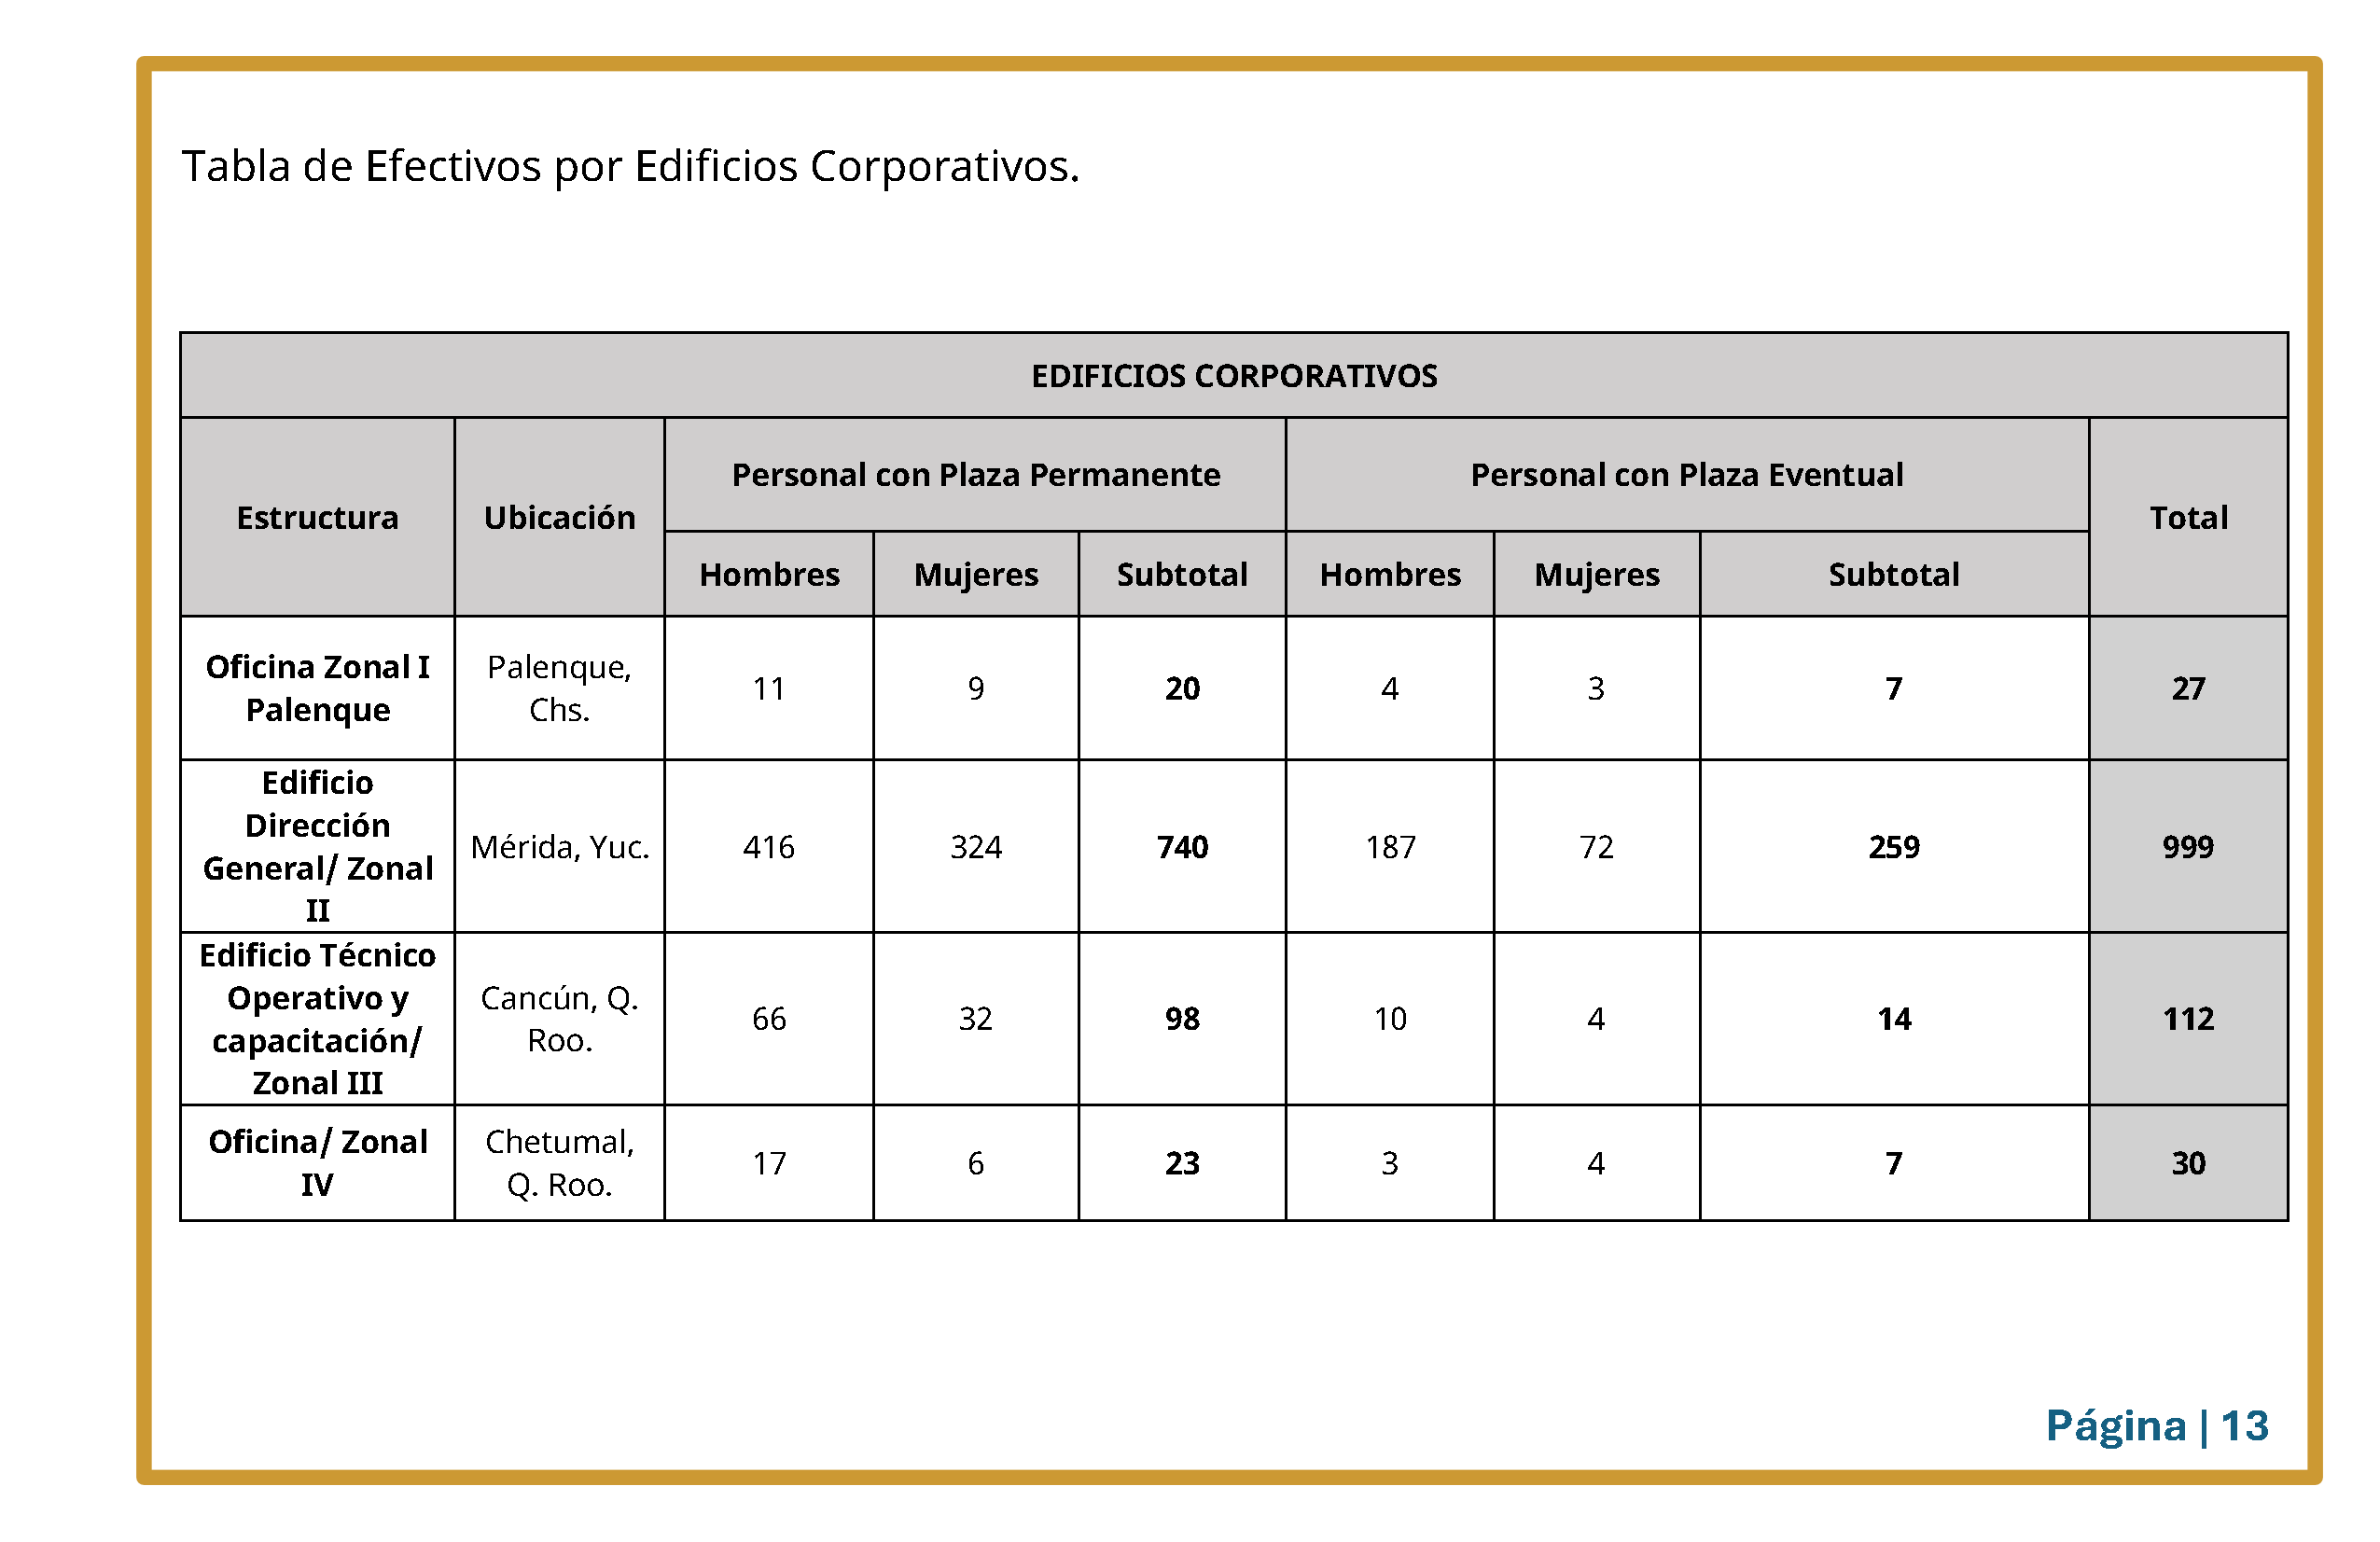 Tabla de Efectivos por Edificios Corporativos.
EDIFICIOS CORPORATIVOS
Estructura
Ubicación
Personal con Plaza Permanente
Personal con Plaza Eventual
Total
Hombres
Mujeres
Subtotal
Hombres
Mujeres
Subtotal
Oficina Zonal I
Palenque
Palenque,
Chs.
11
9
20
4
3
7
27
Edificio
Dirección
General/ Zonal
II
Mérida, Yuc.
416
324
740
187
72
259
999
Edificio Técnico
Operativo y
capacitación/
Zonal III
Cancún, Q.
Roo.
66
32
98
10
4
14
112
Oficina/ Zonal
IV
Chetumal,
Q. Roo.
17
6
23
3
4
7
30
Página | 13